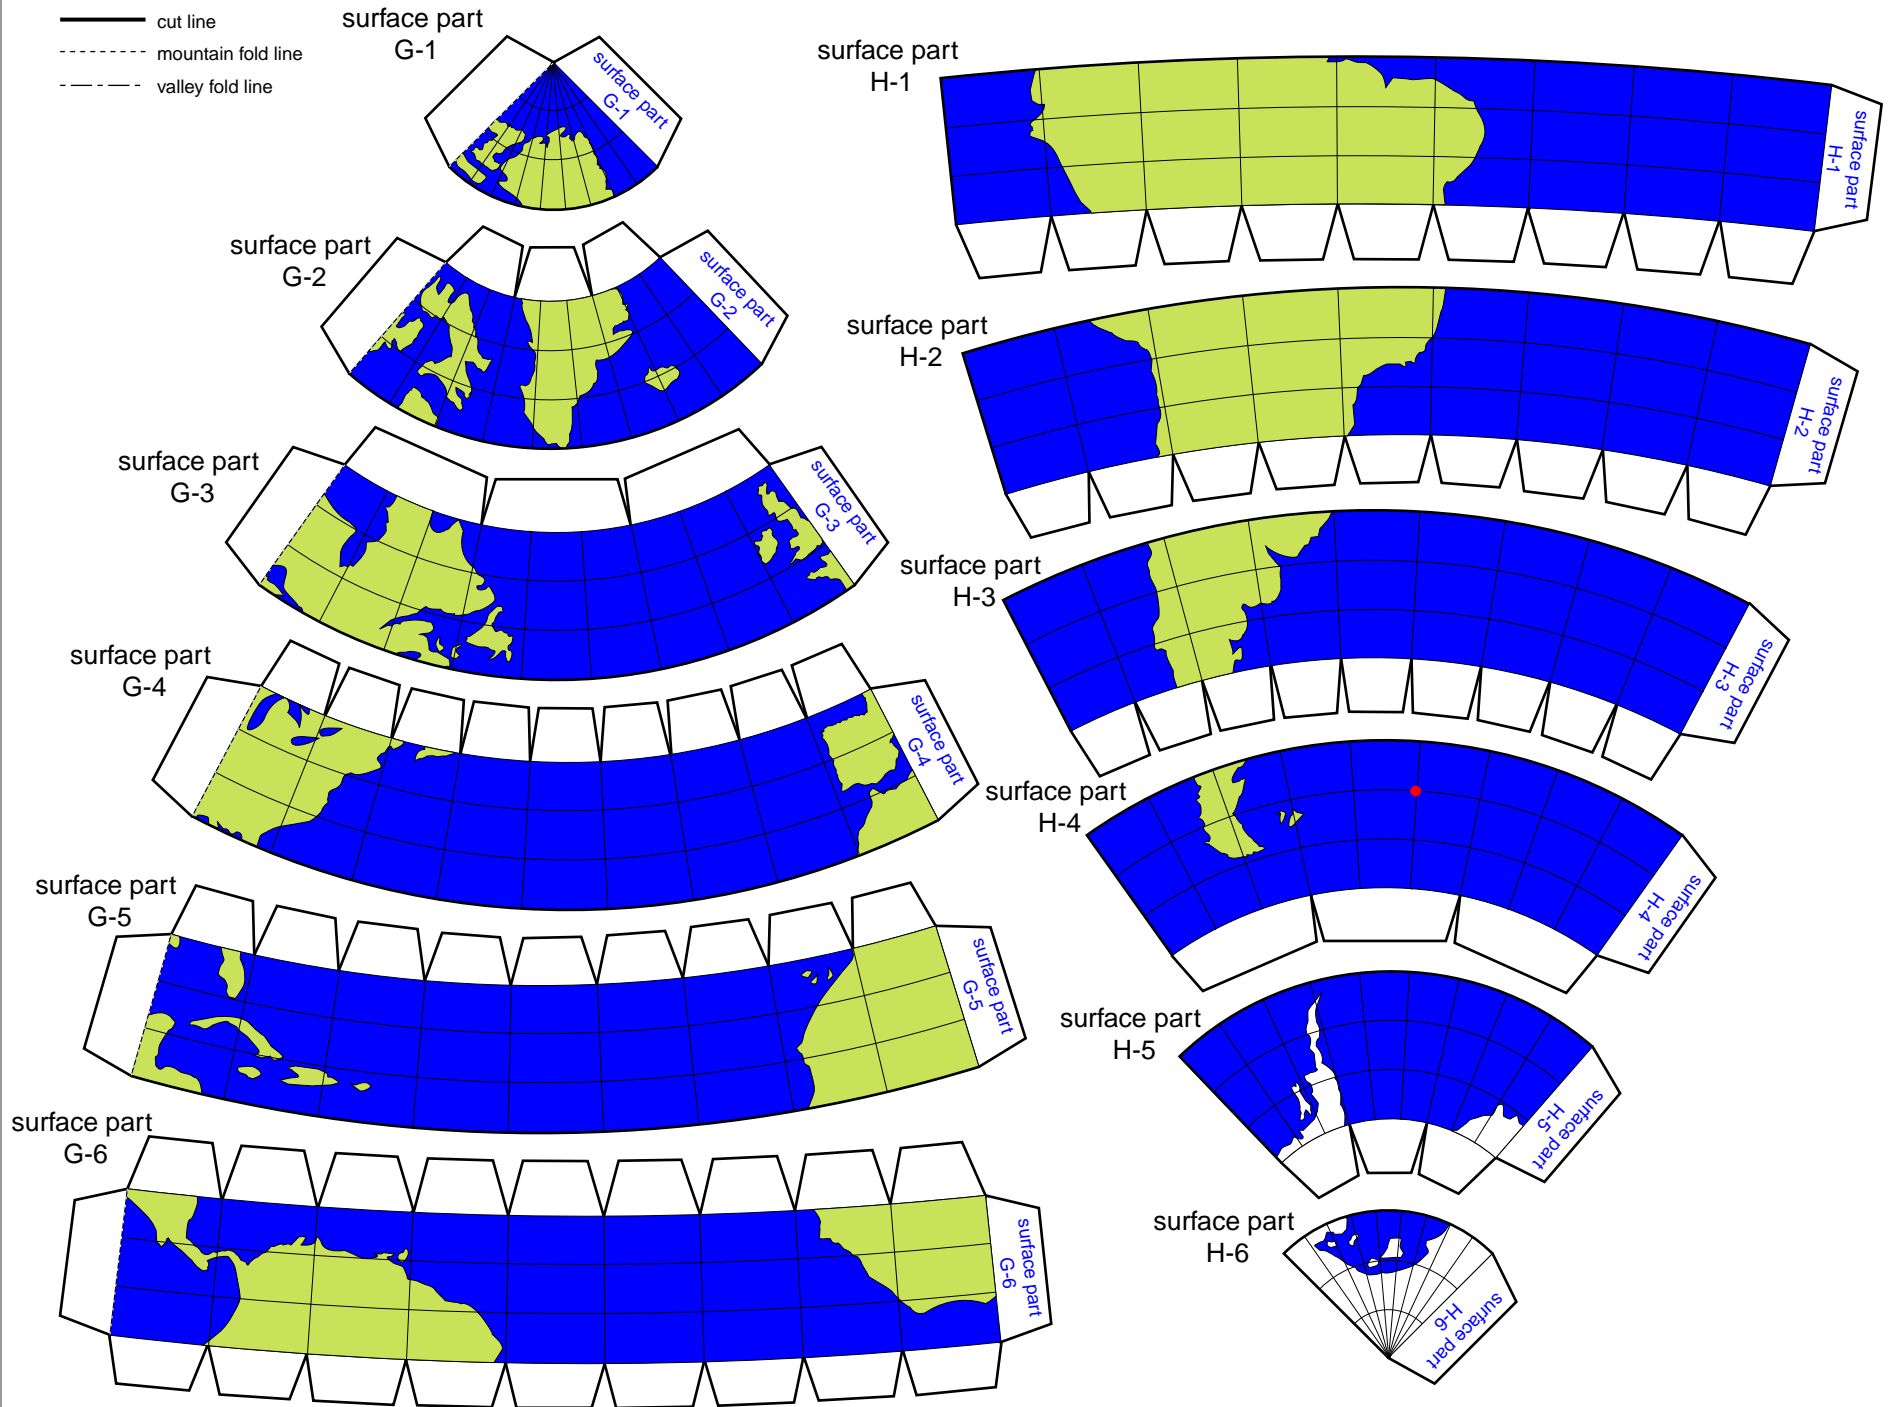 cut line
mountain fold line
valley fold line
surface part
G-1
surface part
G-1
surface part
G-2
surface part
G-2
surface part
G-3
surface part
G-3
surface part
G-4
surface part
G-4
surface part
G-5
surface part
G-5
surface part
G-6
surface part
G-6
surface part
H-1
surface part
H-1
surface part
H-2
surface part
H-2
surface part
H-3
surface part
H-3
surface part
H-4
surface part
H-4
surface part
H-5
surface part
H-5
surface part
H-6
surface part
H-6